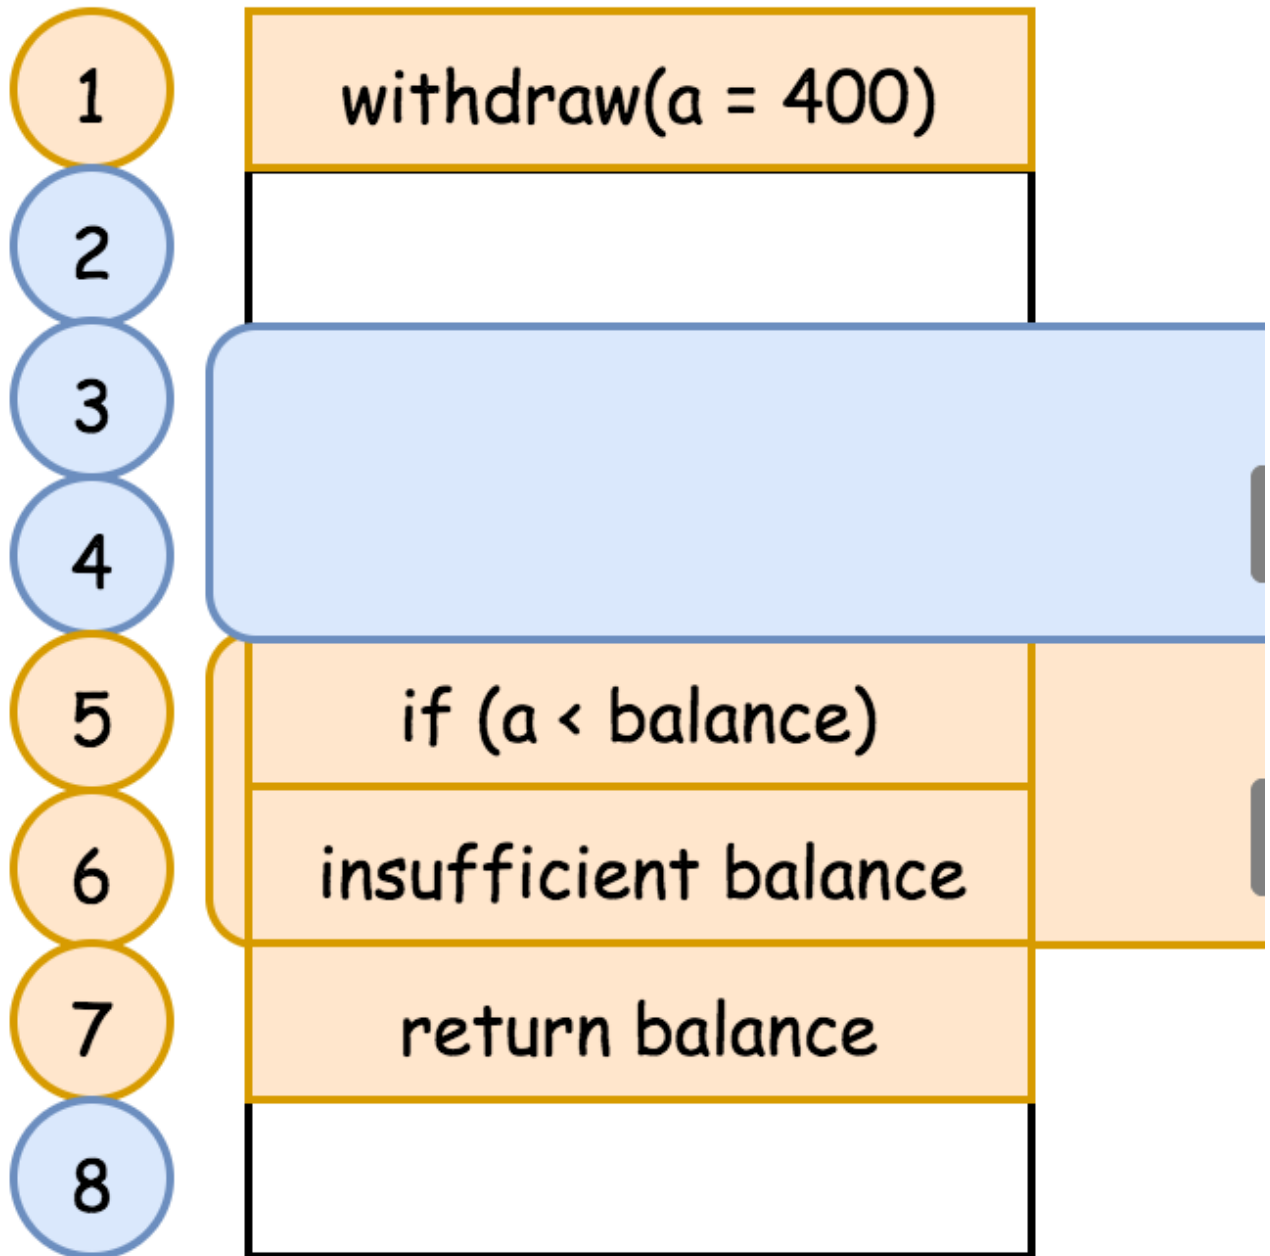 1
withdraw(a = 400)
2
3
4
5
if (a < balance)
6
insufficient balance
7
return balance
8